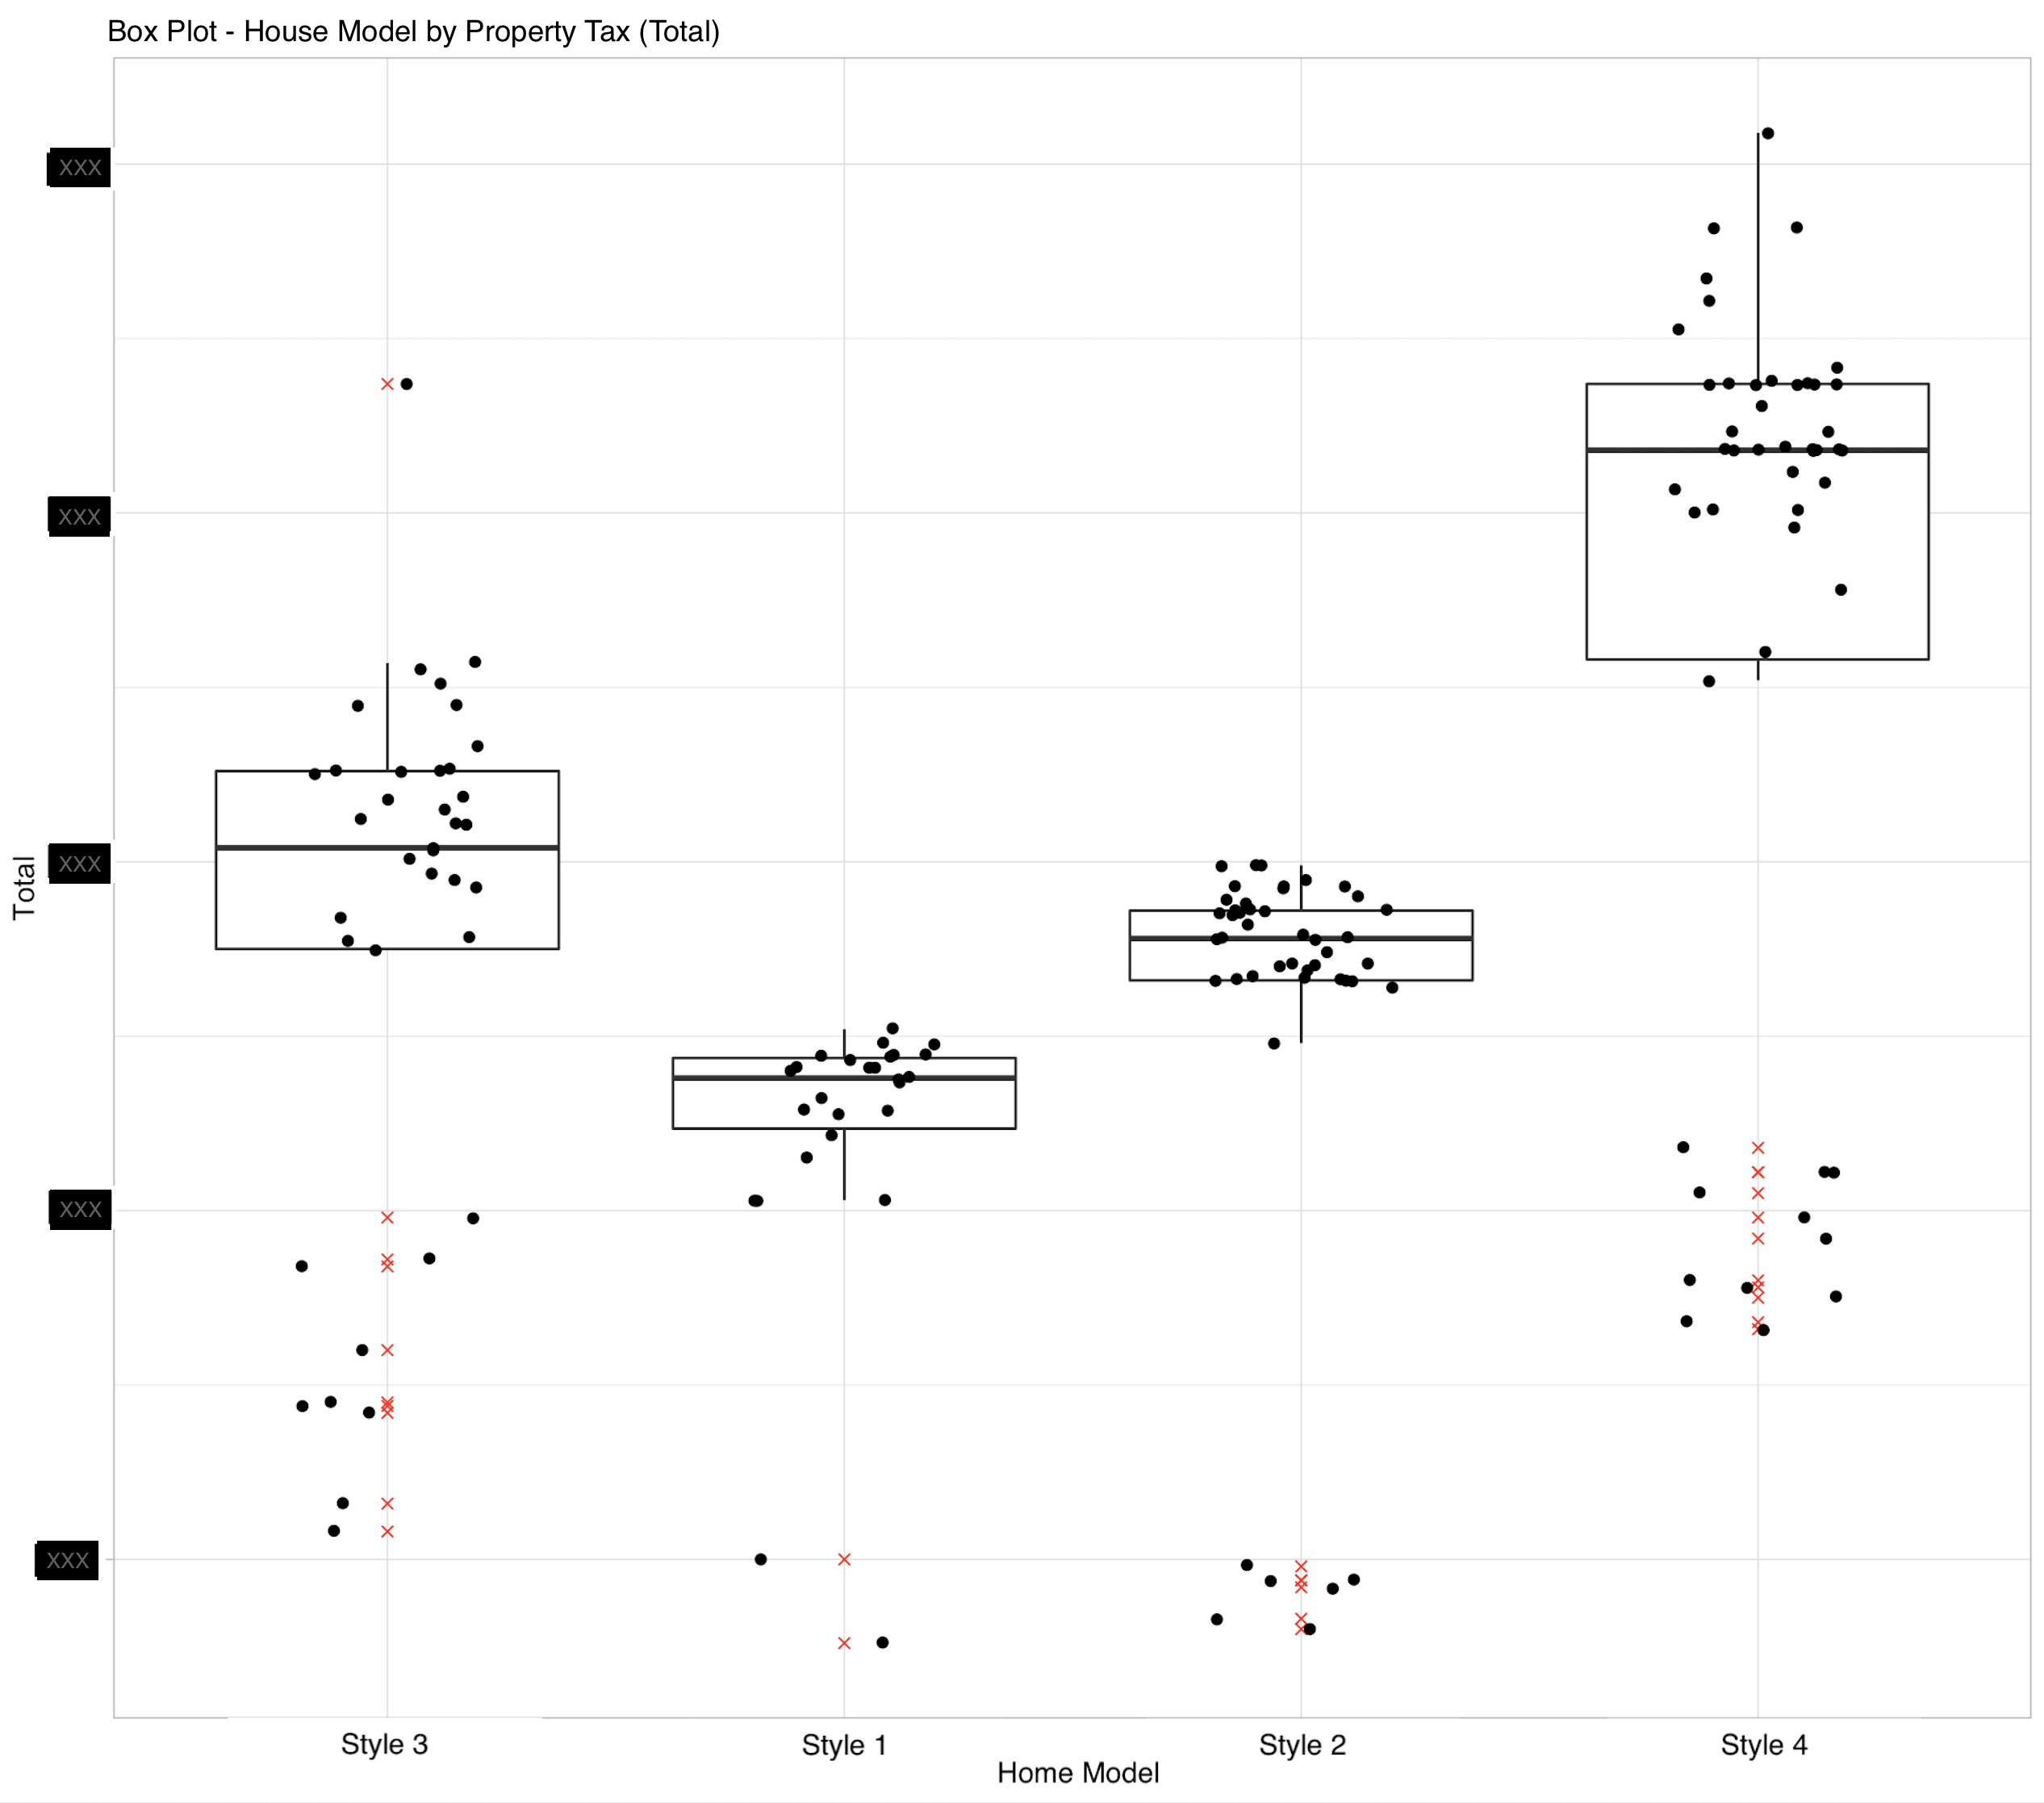 Box Plot - House Model by Property Tax (Total)
XXX
XXX
XXX
Total
XXX
XXX
Style 3
Style 1
Style 2
Style 4
Home Model